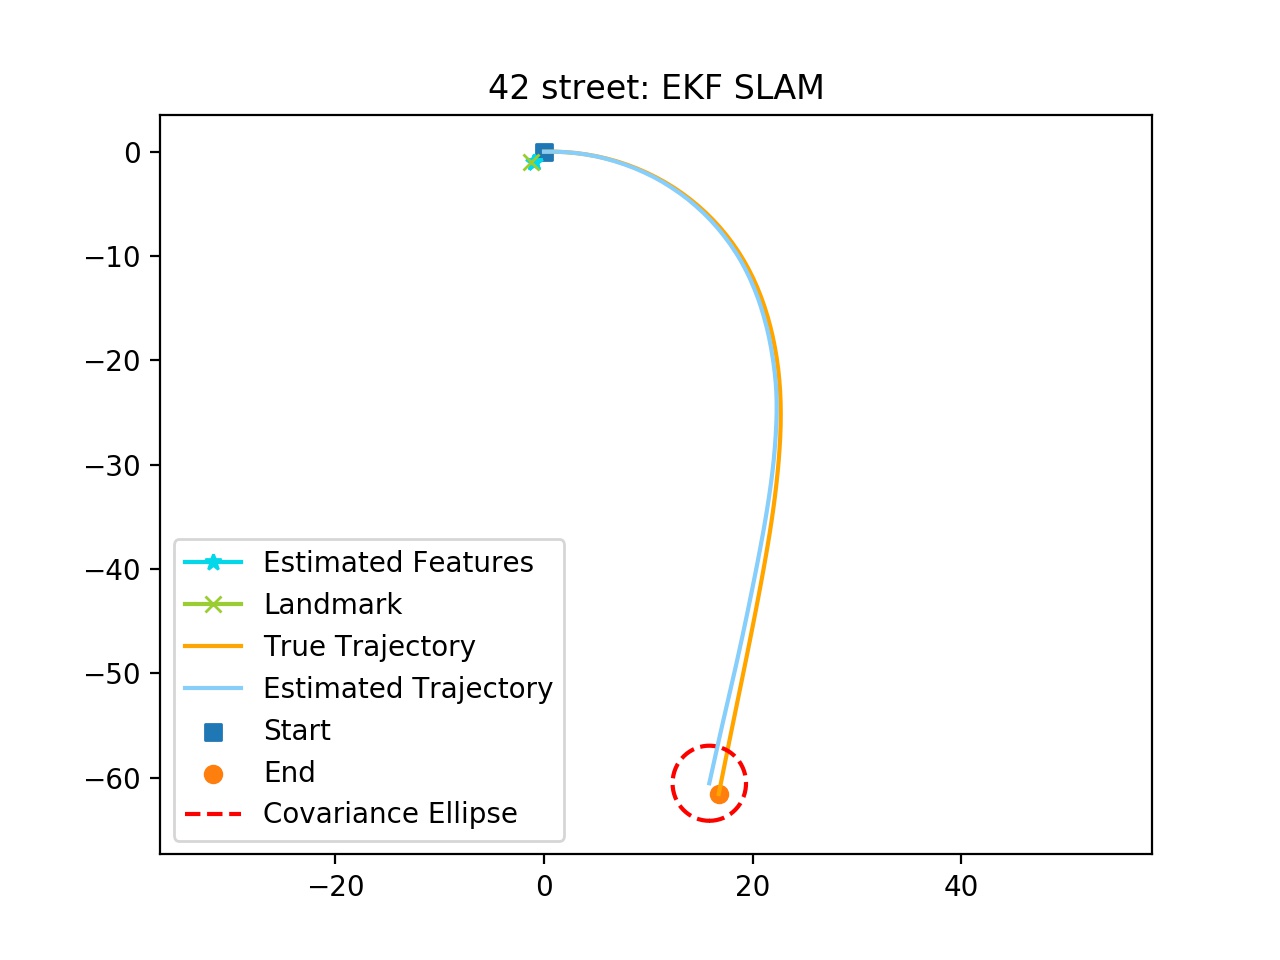 42 street: EKF SLAM
0
−10
−20
−30
−40
−50
−60
Estimated Features
Landmark
True Trajectory
Estimated Trajectory
Start
End
Covariance Ellipse
−20 0 20 40